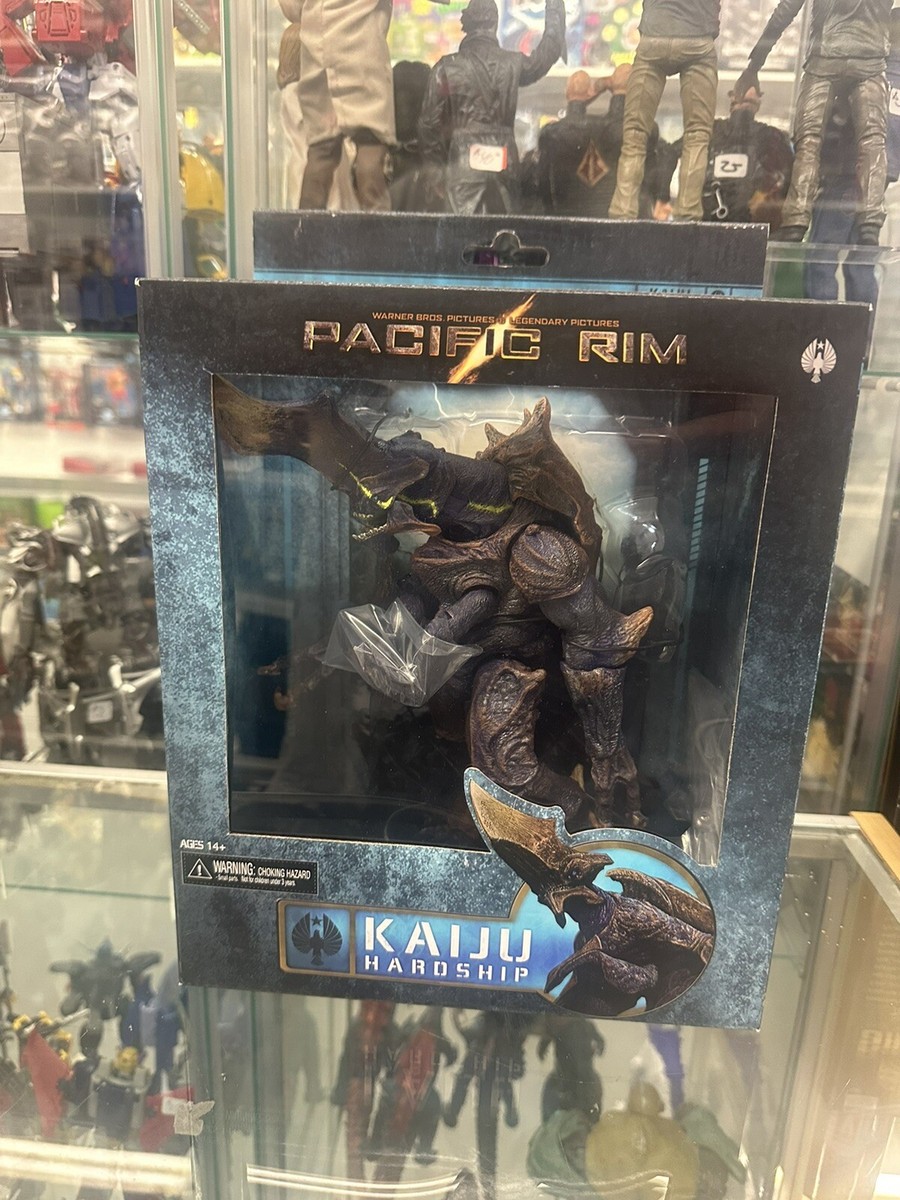 25
WARNER BROS. PICTURES & LEGENDARY PICTURES
PACIFIC RIM
AGES 14+
WARNING: CHOKING HAZARD
Small parts. Not for children under 3 years
KAIJU
HARDSHIP